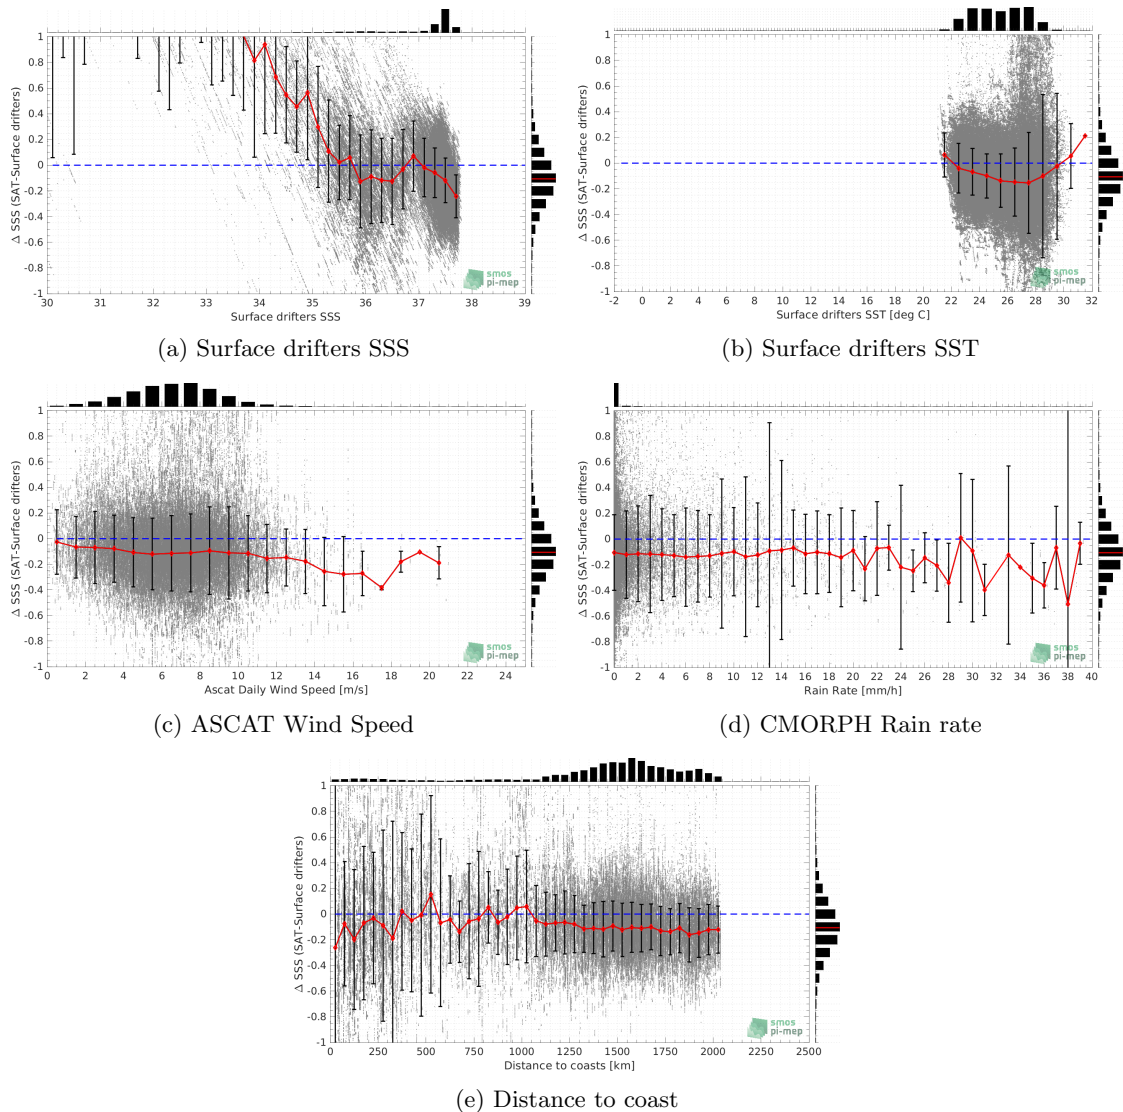 1
0.8
0.6
0.4
0.2
0
-0.2
-0.4
-0.6
-0.8
-1
Δ SSS (SAT-Surface drifters)
smos
pi-mep
30 31 32 33 34 35 36 37 38 39
Surface drifters SSS
(a) Surface drifters SSS
1
0.8
0.6
0.4
0.2
0
-0.2
-0.4
-0.6
-0.8
-1
Δ SSS (SAT-Surface drifters)
smos
pi-mep
-2 0 2 4 6 8 10 12 14 16 18 20 22 24 26 28 30 32
Surface drifters SST [deg C]
(b) Surface drifters SST
1
0.8
0.6
0.4
0.2
0
-0.2
-0.4
-0.6
-0.8
-1
Δ SSS (SAT-Surface drifters)
smos
pi-mep
0 2 4 6 8 10 12 14 16 18 20 22 24
Ascat Daily Wind Speed [m/s]
(c) ASCAT Wind Speed
1
0.8
0.6
0.4
0.2
0
-0.2
-0.4
-0.6
-0.8
-1
Δ SSS (SAT-Surface drifters)
smos
pi-mep
0 2 4 6 8 10 12 14 16 18 20 22 24 26 28 30 32 34 36 38 40
Rain Rate [mm/h]
(d) CMORPH Rain rate
1
0.8
0.6
0.4
0.2
0
-0.2
-0.4
-0.6
-0.8
-1
Δ SSS (SAT-Surface drifters)
smos
pi-mep
0 250 500 750 1000 1250 1500 1750 2000 2250 2500
Distance to coasts [km]
(e) Distance to coast